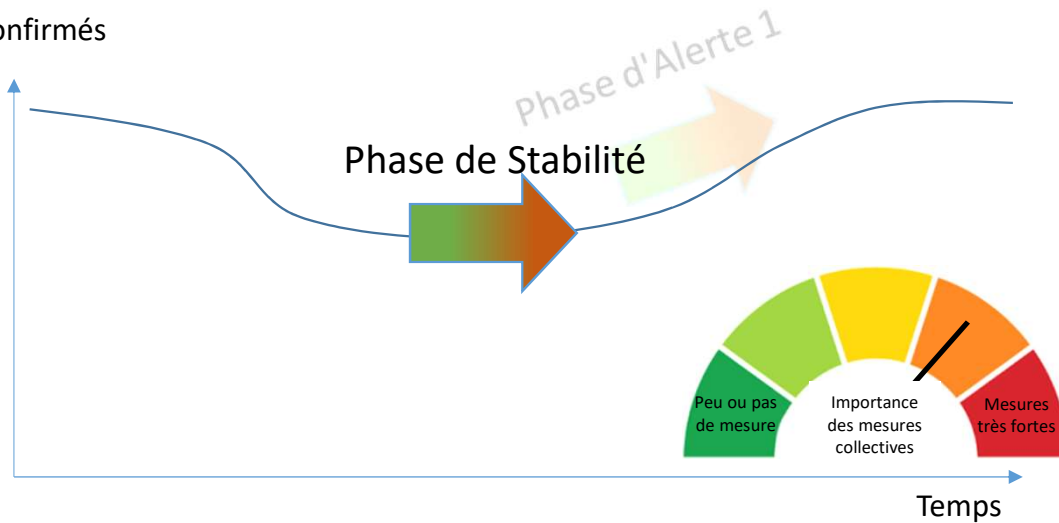 onfirmés
Phase d'Alerte 1
Phase de Stabilité
Peu ou pas
de mesure
Importance
des mesures
collectives
Mesures
très fortes
Temps